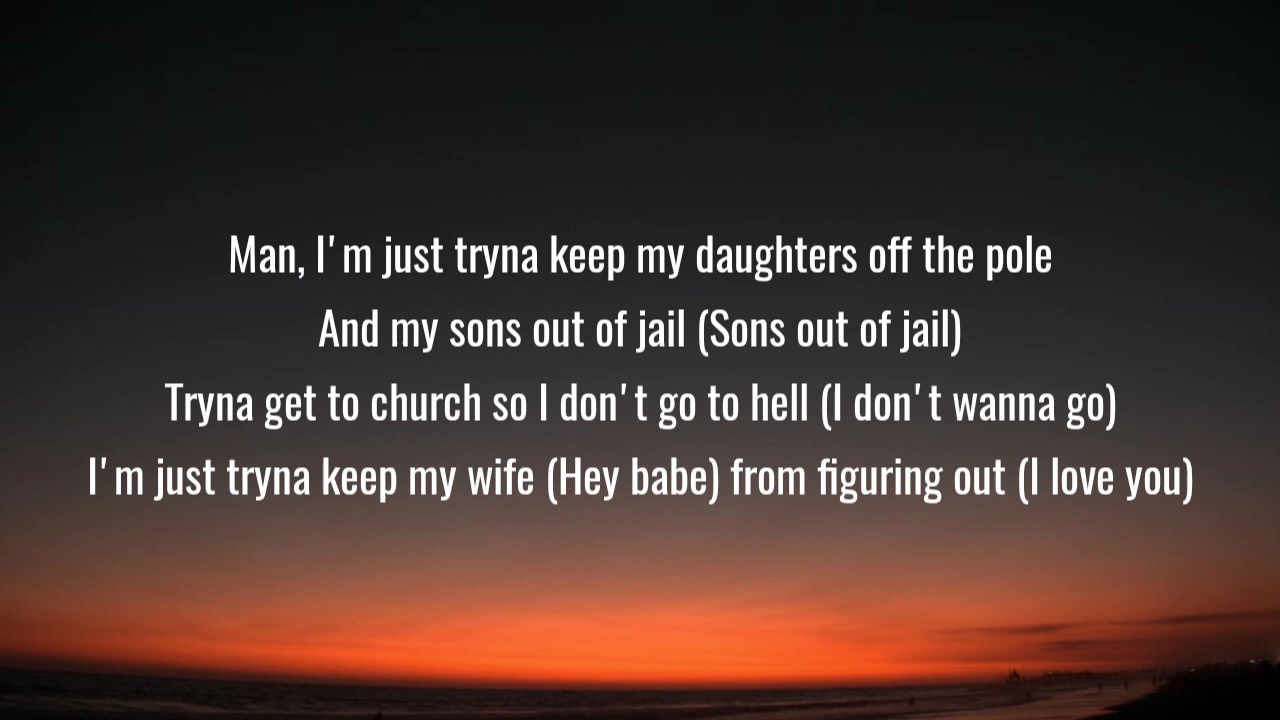 Man, I'm just tryna keep my daughters off the pole
And my sons out of jail (Sons out of jail)
Tryna get to church so I don't go to hell (I don't wanna go)
I'm just tryna keep my wife (Hey babe) from figuring out (I love you)